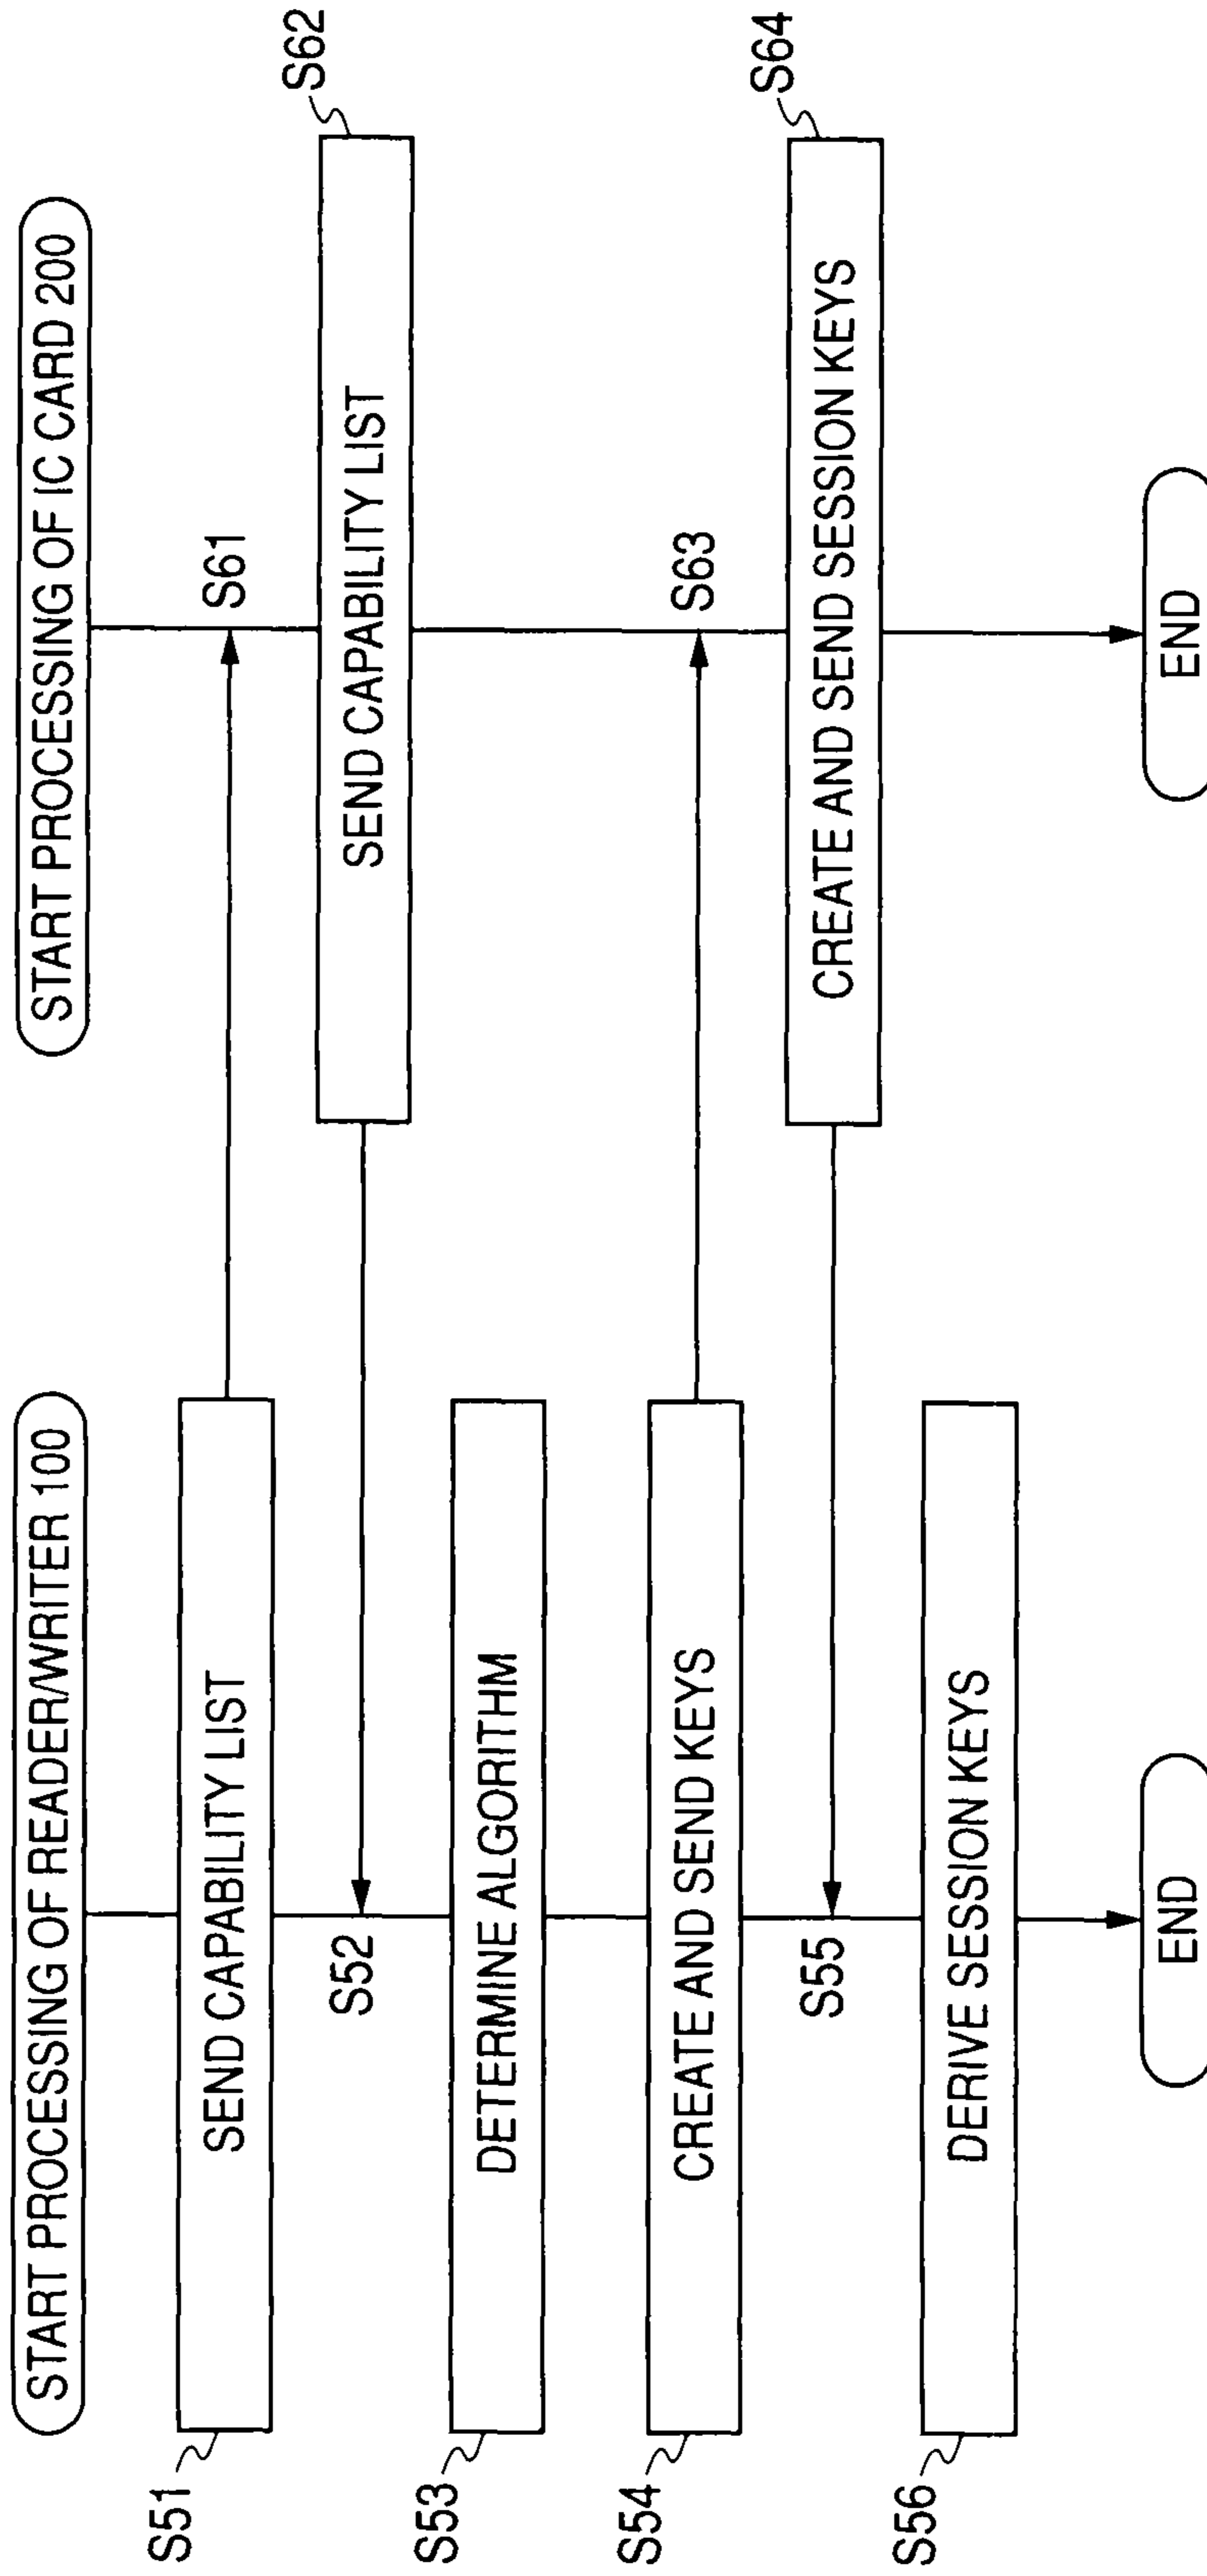 START PROCESSING OF READER/WRITER 100
START PROCESSING OF IC CARD 200
S51
SEND CAPABILITY LIST
S61
S62
SEND CAPABILITY LIST
S52
S53
DETERMINE ALGORITHM
S54
CREATE AND SEND KEYS
S63
S64
CREATE AND SEND SESSION KEYS
S55
S56
DERIVE SESSION KEYS
END
END